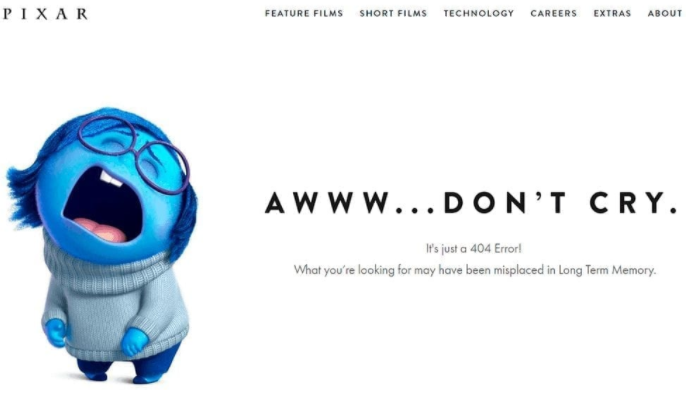 PIXAR
FEATURE FILMS SHORT FILMS TECHNOLOGY CAREERS EXTRAS ABOUT
AWWW...DON'T CRY.
It's just a 404 Error!
What you're looking for may have been misplaced in Long Term Memory.